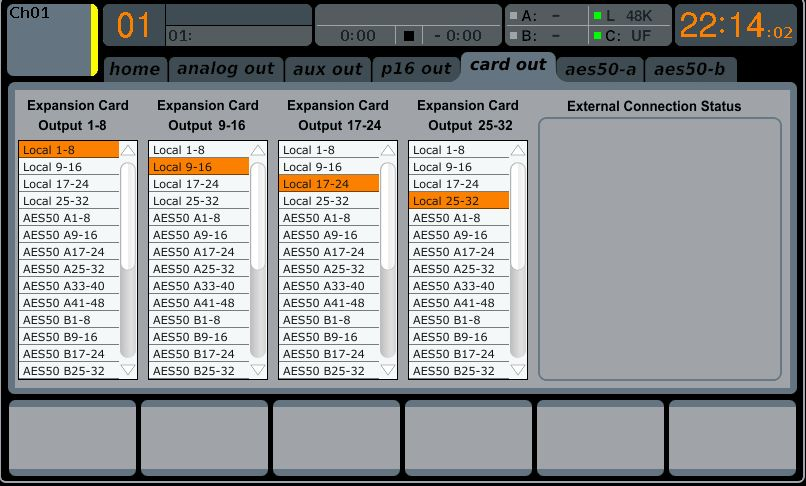 Ch01
01
01:
0:00 - 0:00
A: - L 48K
B: - C: UF
22:14:02
home analog out aux out p16 out card out aes50-a aes50-b
Expansion Card Expansion Card Expansion Card Expansion Card External Connection Status
Output 1-8 Output 9-16 Output 17-24 Output 25-32
Local 1-8 Local 1-8 Local 1-8 Local 1-8
Local 9-16 Local 9-16 Local 9-16 Local 9-16
Local 17-24 Local 17-24 Local 17-24 Local 17-24
Local 25-32 Local 25-32 Local 25-32 Local 25-32
AES50 A1-8 AES50 A1-8 AES50 A1-8 AES50 A1-8
AES50 A9-16 AES50 A9-16 AES50 A9-16 AES50 A9-16
AES50 A17-24 AES50 A17-24 AES50 A17-24 AES50 A17-24
AES50 A25-32 AES50 A25-32 AES50 A25-32 AES50 A25-32
AES50 A33-40 AES50 A33-40 AES50 A33-40 AES50 A33-40
AES50 A41-48 AES50 A41-48 AES50 A41-48 AES50 A41-48
AES50 B1-8 AES50 B1-8 AES50 B1-8 AES50 B1-8
AES50 B9-16 AES50 B9-16 AES50 B9-16 AES50 B9-16
AES50 B17-24 AES50 B17-24 AES50 B17-24 AES50 B17-24
AES50 B25-32 AES50 B25-32 AES50 B25-32 AES50 B25-32